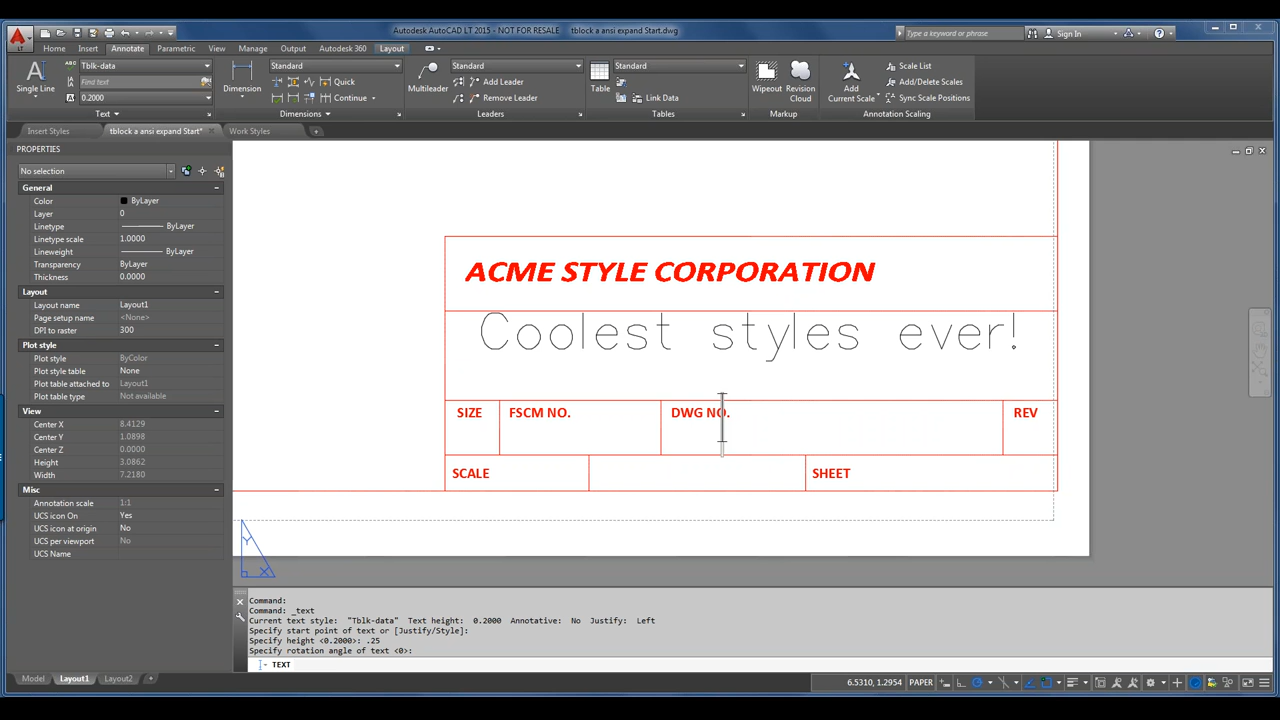 Autodesk AutoCAD LT 2015 - NOT FOR RESALE    tblock a ansi expand Start.dwg
Type a keyword or phrase
Sign In
LT
Home Insert Annotate Parametric View Manage Output Autodesk 360 Layout
Single Line
Tblk-data
Find text
0.2000
Text
Dimension
Standard
Quick
Continue
Dimensions
Multileader
Standard
Add Leader
Remove Leader
Leaders
Table
Standard
Link Data
Tables
Wipeout
Revision Cloud
Markup
Add Current Scale
Scale List
Add/Delete Scales
Sync Scale Positions
Annotation Scaling
Insert Styles
tblock a ansi expand Start*
Work Styles
PROPERTIES
No selection
General
Color ByLayer
Layer 0
Linetype ByLayer
Linetype scale 1.0000
Lineweight ByLayer
Transparency ByLayer
Thickness 0.0000
Layout
Layout name Layout1
Page setup name <None>
DPI to raster 300
Plot style
Plot style ByColor
Plot style table None
Plot table attached to Layout1
Plot table type Not available
View
Center X 8.4129
Center Y 1.0898
Center Z 0.0000
Height 3.0862
Width 7.2180
Misc
Annotation scale 1:1
UCS icon On Yes
UCS icon at origin No
UCS per viewport No
UCS Name
ACME STYLE CORPORATION
Coolest styles ever!
SIZE FSCM NO. DWG NO. REV
SCALE SHEET
Y
X
Command:
Command: _text
Current text style: "Tblk-data" Text height: 0.2000 Annotative: No Justify: Left
Specify start point of text or [Justify/Style]:
Specify height <0.2000>: .25
Specify rotation angle of text <0>:
TEXT
Model Layout1 Layout2 +
6.5310, 1.2954 PAPER